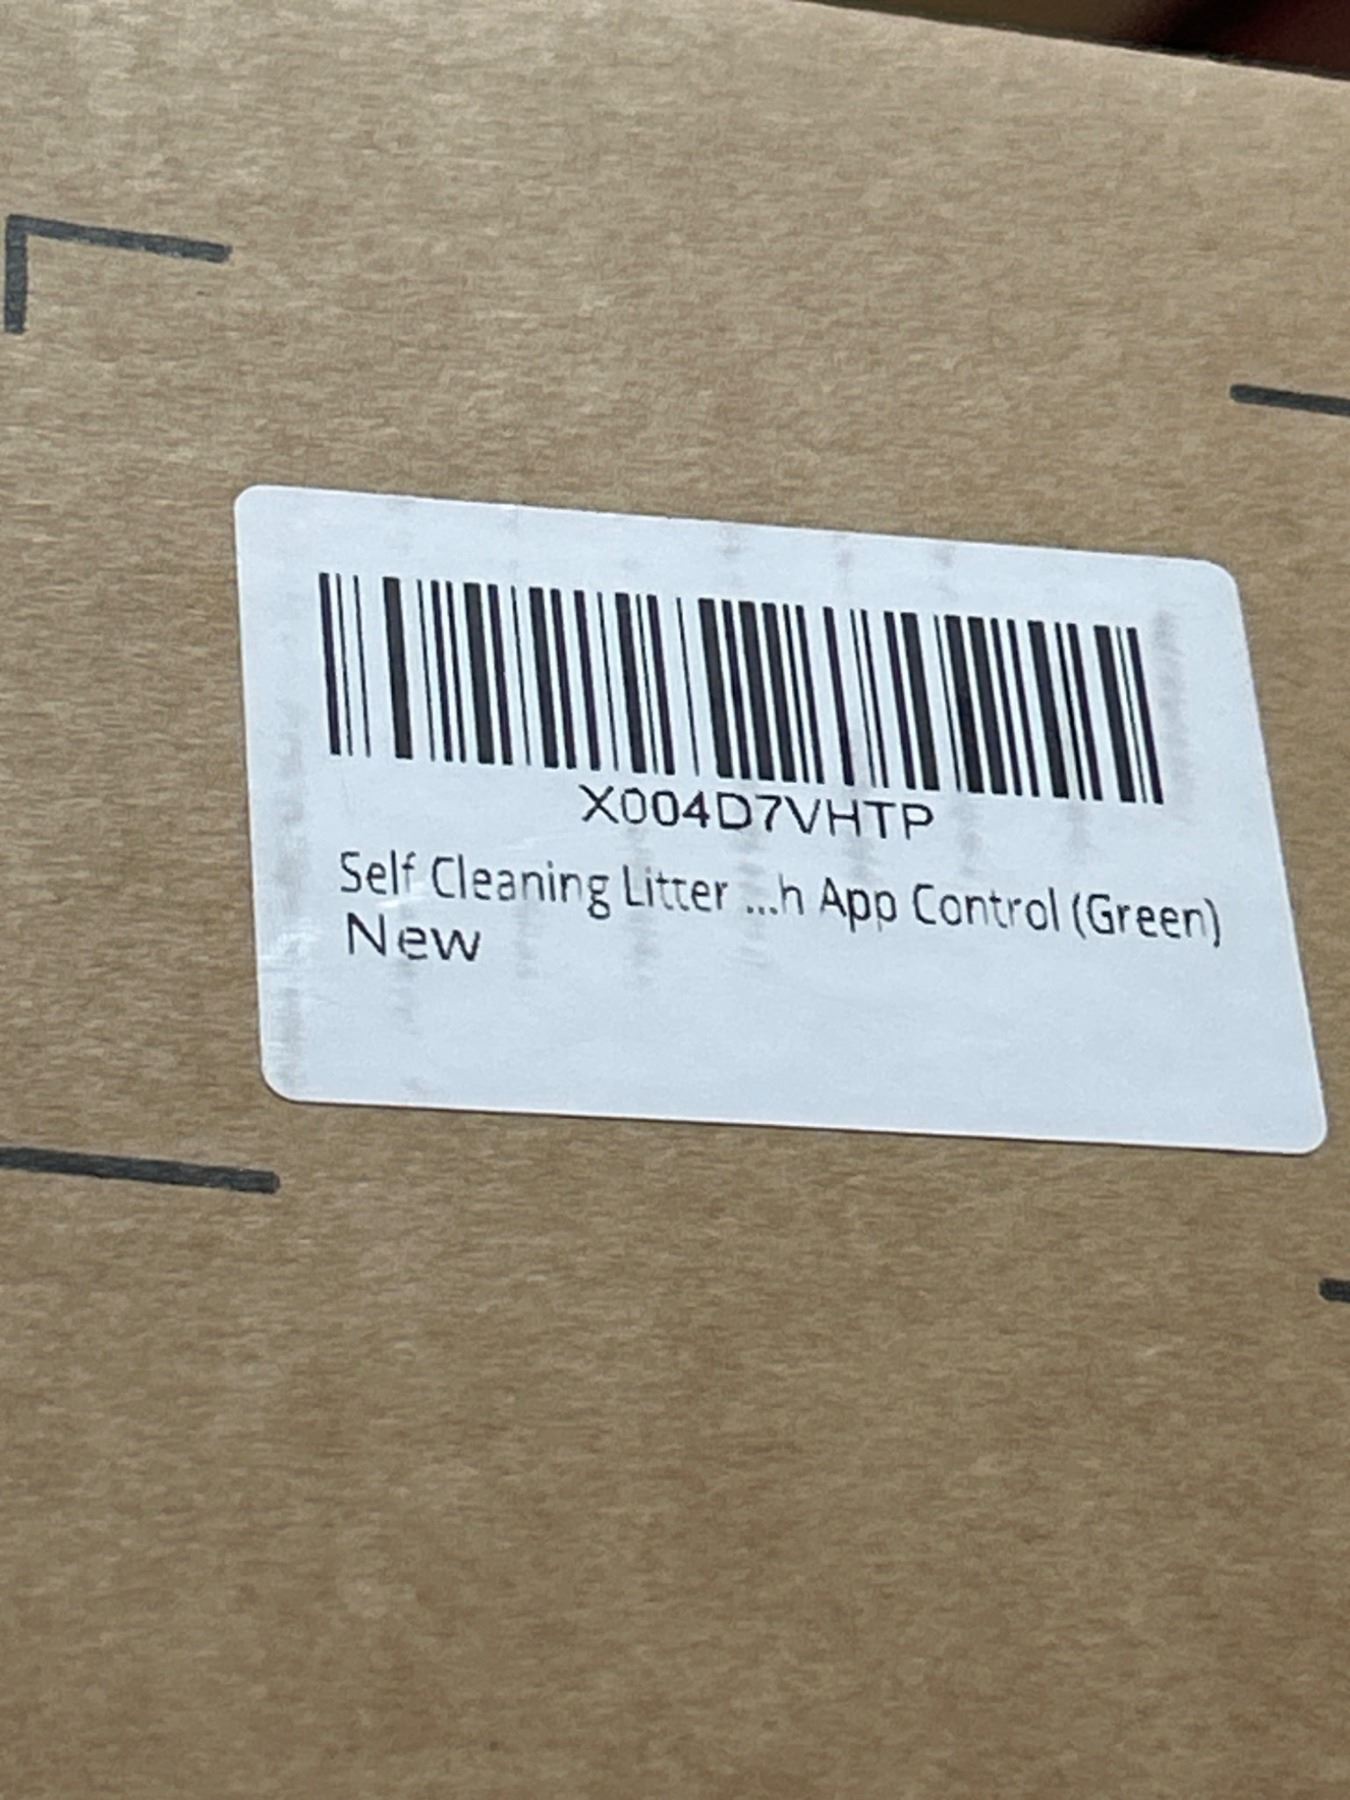 X004D7VHTP
Self Cleaning Litter ...h App Control (Green)
New